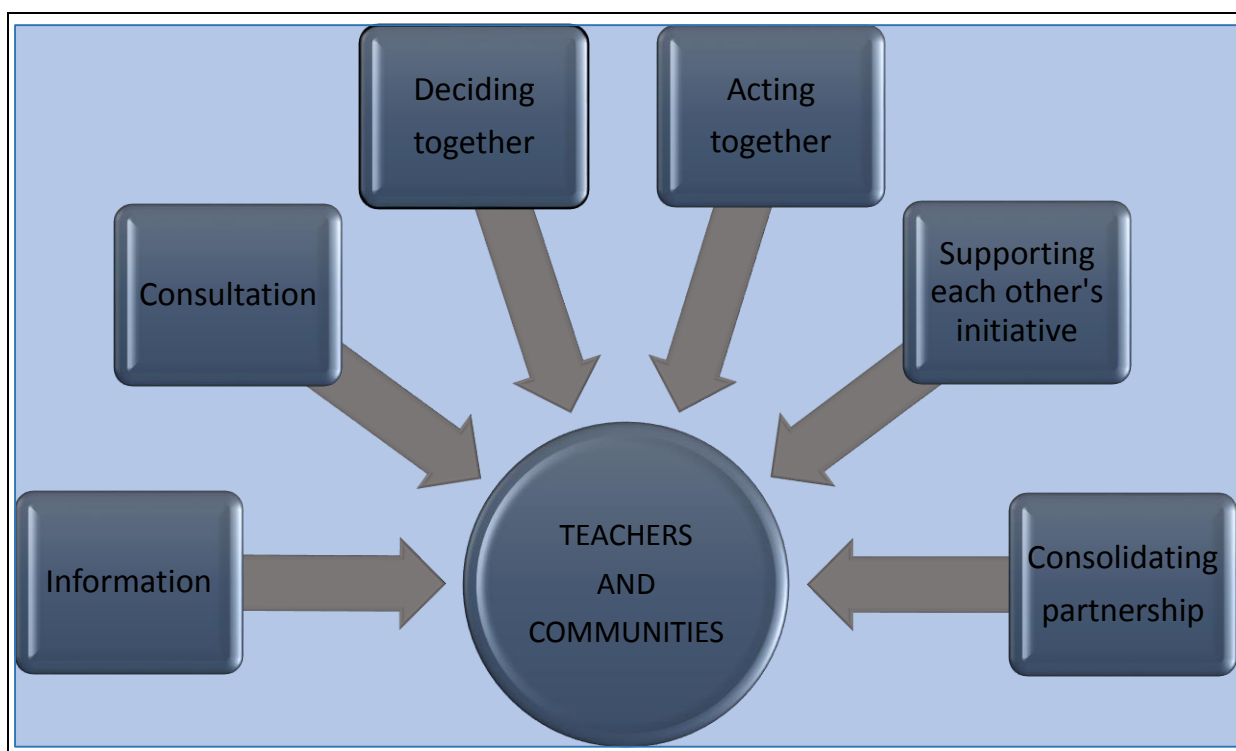 Deciding
together
Acting
together
Consultation
Supporting
each other's
initiative
Information
TEACHERS
AND
COMMUNITIES
Consolidating
partnership